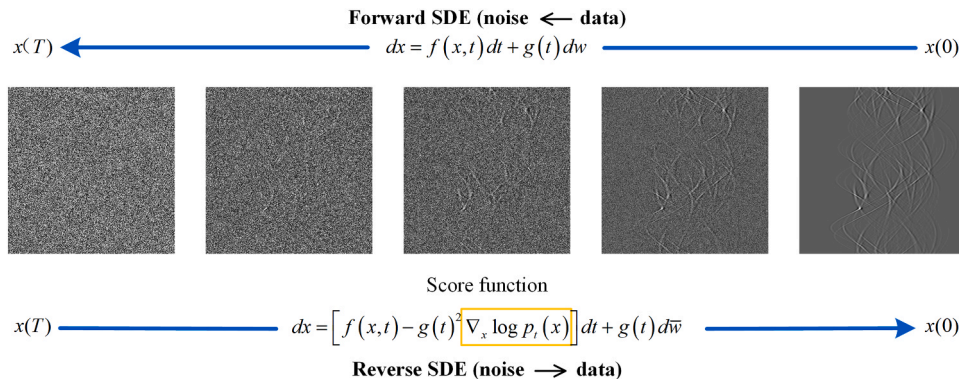 Forward SDE (noise ← data)
x(T) dx = f(x,t)dt + g(t)dw x(0)
Score function
x(T) dx = [f(x,t) − g(t)² ∇ₓ log pₜ(x)]dt + g(t)dw̅ x(0)
Reverse SDE (noise → data)